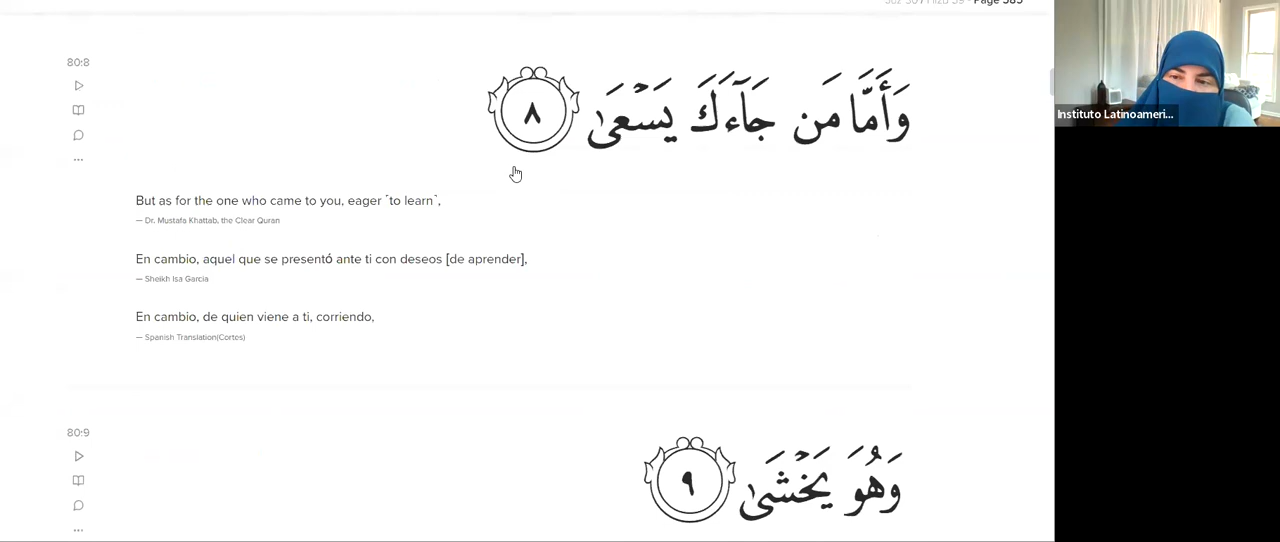 Page 585
80:8
وَأَمَّا مَن جَآءَكَ يَسْعَىٰ ٨
But as for the one who came to you, eager ˹to learn˺,
— Dr. Mustafa Khattab, the Clear Quran
En cambio, aquel que se presentó ante ti con deseos [de aprender],
— Sheikh Isa Garcia
En cambio, de quien viene a ti, corriendo,
— Spanish Translation(Cortes)
80:9
وَهُوَ يَخْشَىٰ ٩
Instituto Latinoameri...